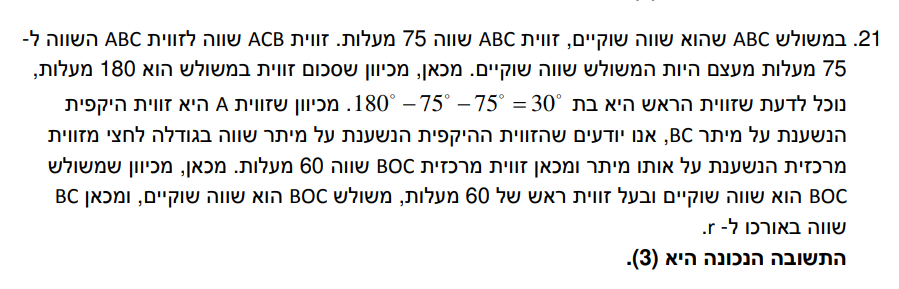 21. במשולש ABC שהוא שווה שוקיים, זווית ABC שווה 75 מעלות. זווית ACB שווה לזווית ABC השווה ל-
75 מעלות מעצם היות המשולש שווה שוקיים. מכאן, מכיוון שסכום זווית במשולש הוא 180 מעלות,
נוכל לדעת שזווית הראש היא בת 180° – 75° – 75° = 30°. מכיוון שזווית A היא זווית היקפית
הנשענת על מיתר BC, אנו יודעים שהזווית ההיקפית הנשענת על מיתר שווה בגודלה לחצי מזווית
מרכזית הנשענת על אותו מיתר ומכאן זווית מרכזית BOC שווה 60 מעלות. מכאן, מכיוון שמשולש
BOC הוא שווה שוקיים ובעל זווית ראש של 60 מעלות, משולש BOC הוא שווה שוקיים, ומכאן BC
שווה באורכו ל- r.
התשובה הנכונה היא (3).